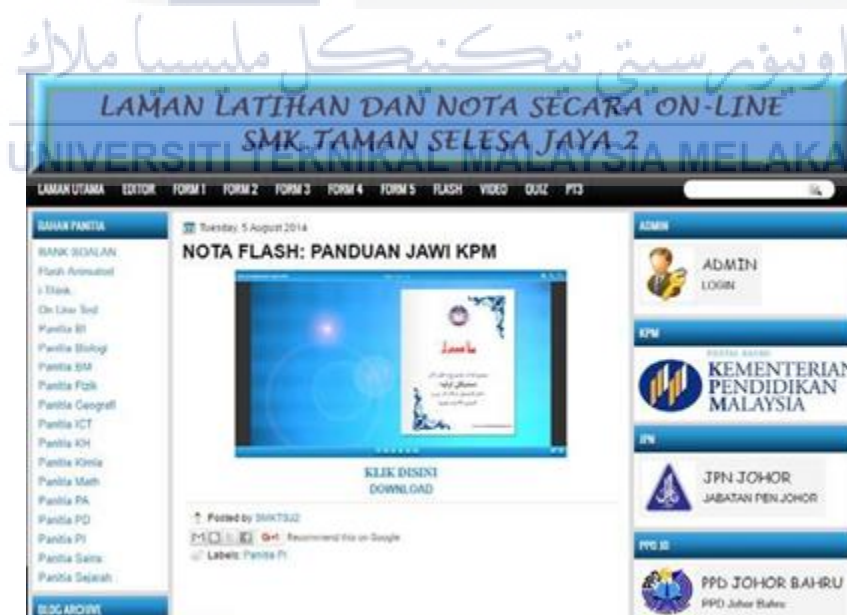 اونيۏرسيتي تيكنيكل مليسيا ملاك
LAMAN LATIHAN DAN NOTA SECARA ON-LINE
SMK TAMAN SELESA JAYA 2
UNIVERSITI TEKNIKAL MALAYSIA MELAKA
LAMAN UTAMA EDITOR FORM 1 FORM 2 FORM 3 FORM 4 FORM 5 FLASH VIDEO QUIZ PT3
BAHAN PANITIA
BANK SOALAN
Flash Animated
i-Think
On Line Test
Panitia BI
Panitia Biologi
Panitia BM
Panitia Fizik
Panitia Geografi
Panitia ICT
Panitia KH
Panitia Kimia
Panitia Math
Panitia PA
Panitia PD
Panitia PI
Panitia Sains
Panitia Sejarah
BLOG ARCHIVE
Tuesday, 5 August 2014
NOTA FLASH: PANDUAN JAWI KPM
KLIK DISINI
DOWNLOAD
Posted by SMKTSJ2
G+1 Recommend this on Google
Labels: Panitia PI
ADMIN
ADMIN
LOGIN
KPM
KEMENTERIAN
PENDIDIKAN
MALAYSIA
JPN
JPN JOHOR
JABATAN PEN JOHOR
PPD JB
PPD JOHOR BAHRU
PPD Johor Bahru